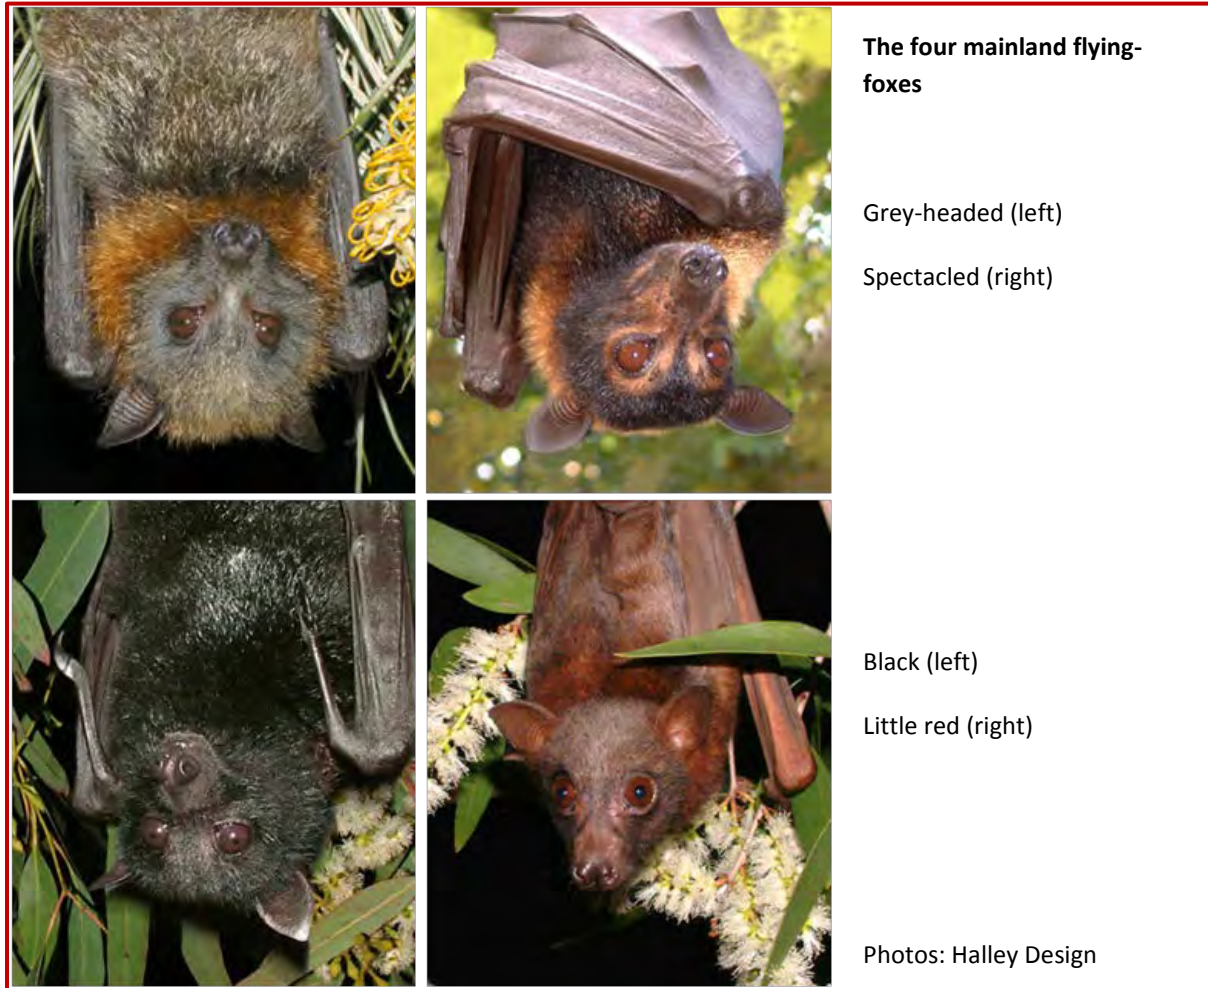 The four mainland flying-
foxes
Grey-headed (left)
Spectacled (right)
Black (left)
Little red (right)
Photos: Halley Design